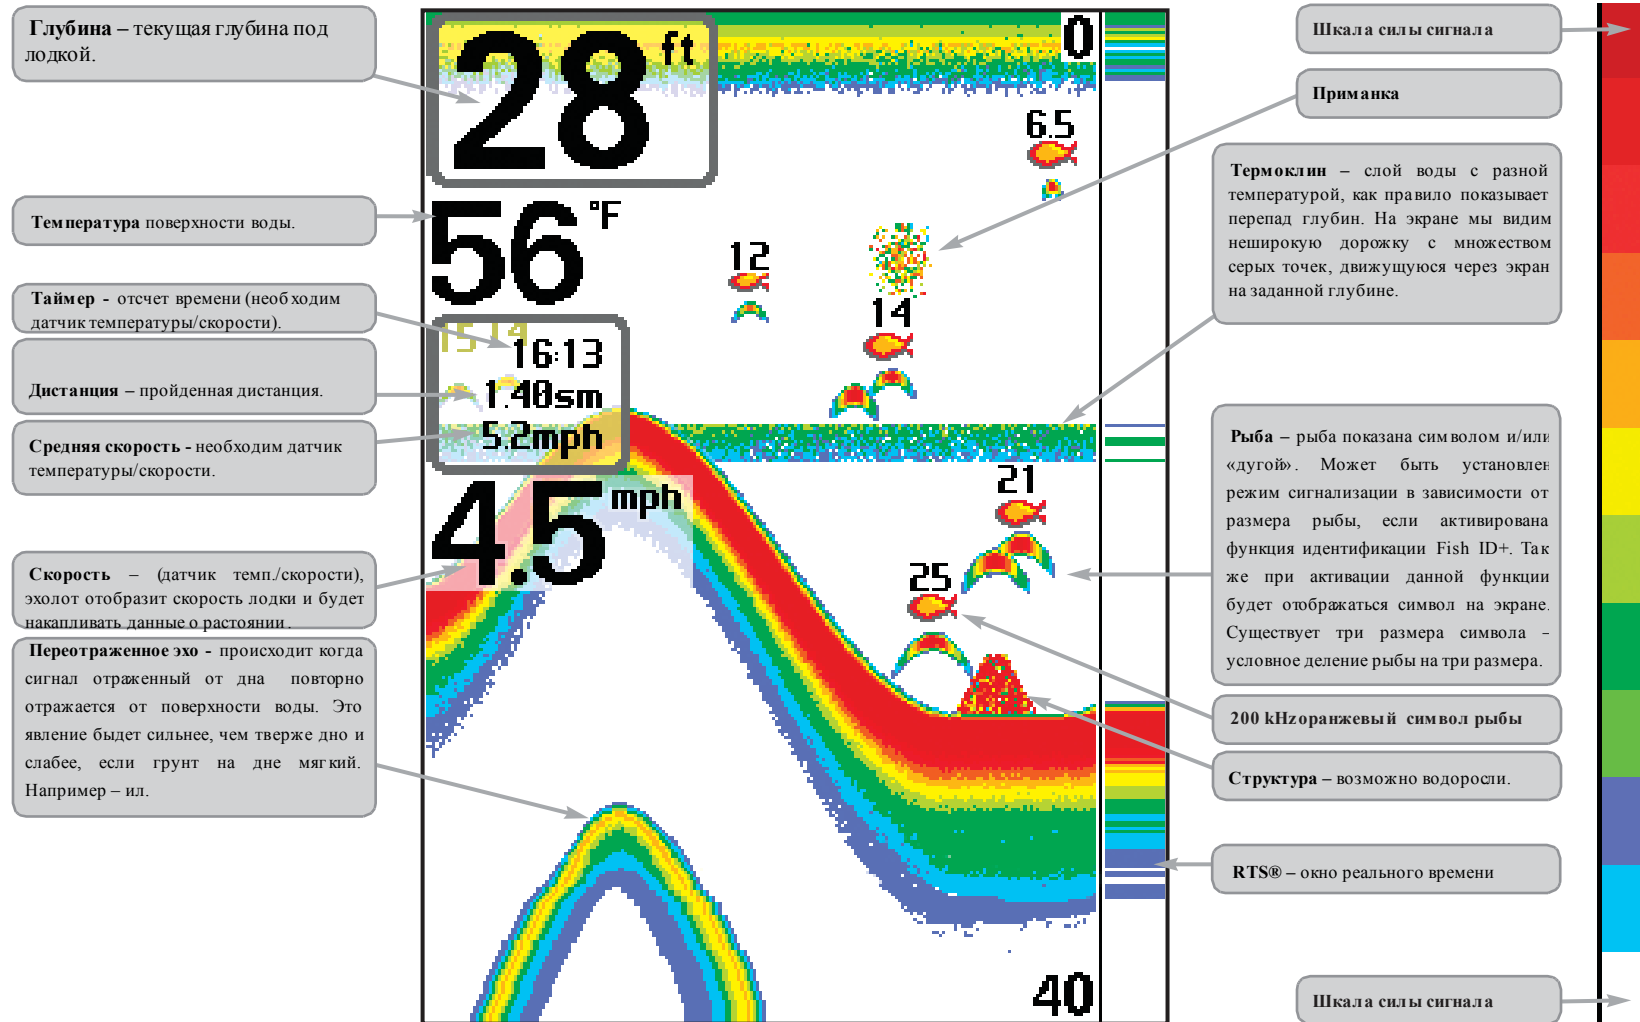 Глубина – текущая глубина под
лодкой.
Температура поверхности воды.
Таймер - отсчет времени (необходим
датчик температуры/скорости).
Дистанция – пройденная дистанция.
Средняя скорость - необходим датчик
температуры/скорости.
Скорость – (датчик темп./скорости),
эхолот отобразит скорость лодки и будет
накапливать данные о растоянии.
Переотраженное эхо - происходит когда
сигнал отраженный от дна повторно
отражается от поверхности воды. Это
явление быдет сильнее, чем тверже дно и
слабее, если грунт на дне мягкий.
Например – ил.
28 ft
56 °F
15 14
16:13
1.40sm
5.2mph
4.5 mph
0
6.5
12
14
21
25
40
Шкала силы сигнала
Приманка
Термоклин – слой воды с разной
температурой, как правило показывает
перепад глубин. На экране мы видим
неширокую дорожку с множеством
серых точек, движущуюся через экран
на заданной глубине.
Рыба – рыба показана символом и/или
«дугой». Может быть установлен
режим сигнализации в зависимости от
размера рыбы, если активирована
функция идентификации Fish ID+. Так
же при активации данной функции
будет отображаться символ на экране.
Существует три размера символа –
условное деление рыбы на три размера.
200 kHzоранжевый символ рыбы
Структура – возможно водоросли.
RTS® – окно реального времени
Шкала силы сигнала